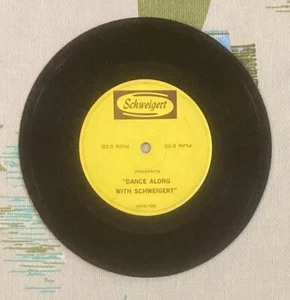 Schweigert
33-3 RPM 33-3 RPM
PRESENTS
"DANCE ALONG
WITH SCHWEIGERT"